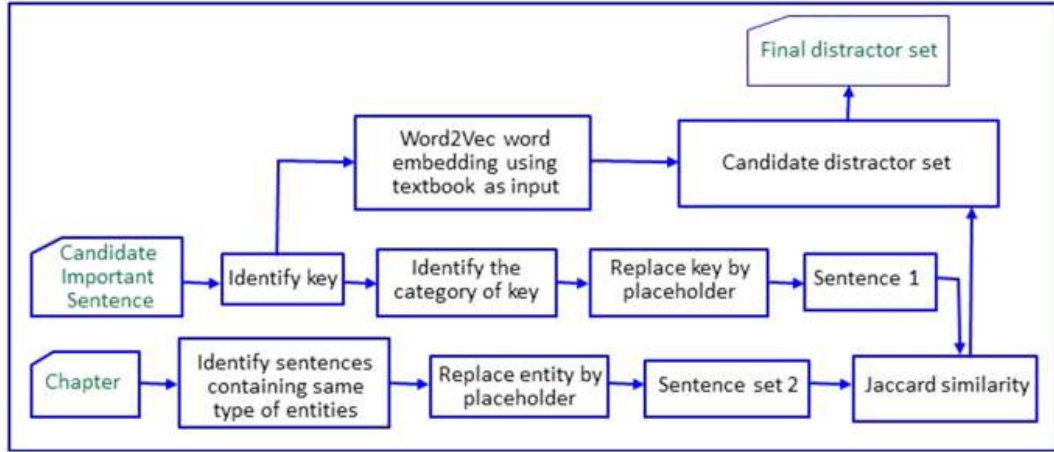 Final distractor set
Word2Vec word
embedding using
textbook as input
Candidate distractor set
Candidate
Important
Sentence
Identify key
Identify the
category of key
Replace key by
placeholder
Sentence 1
Chapter
Identify sentences
containing same
type of entities
Replace entity by
placeholder
Sentence set 2
Jaccard similarity